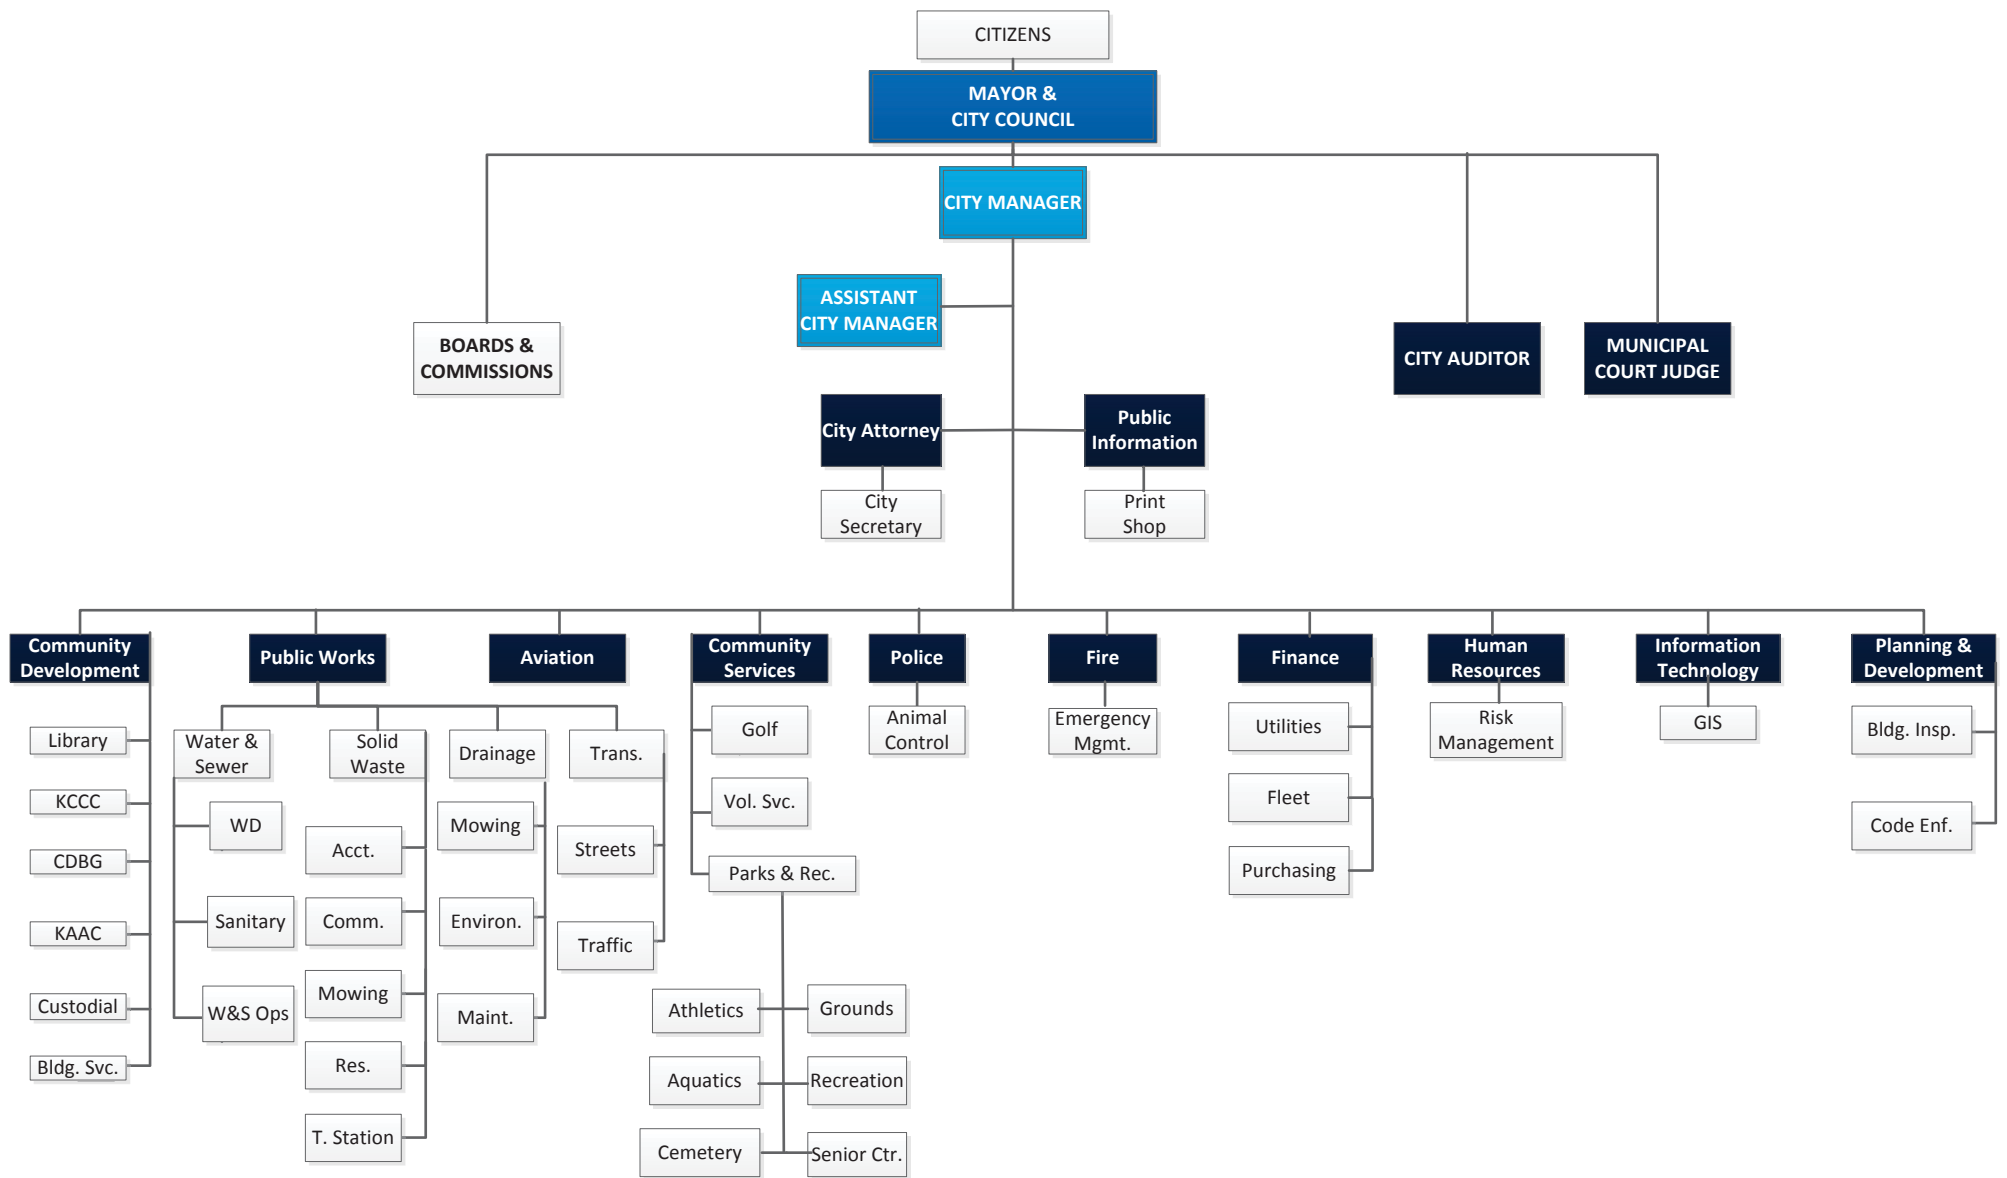 CITIZENS
MAYOR &
CITY COUNCIL
CITY MANAGER
ASSISTANT
CITY MANAGER
BOARDS &
COMMISSIONS
CITY AUDITOR
MUNICIPAL
COURT JUDGE
City Attorney
Public
Information
City
Secretary
Print
Shop
Community
Development
Public Works
Aviation
Community
Services
Police
Fire
Finance
Human
Resources
Information
Technology
Planning &
Development
Library
KCCC
CDBG
KAAC
Custodial
Bldg. Svc.
Water &
Sewer
WD
Sanitary
W&S Ops
Solid
Waste
Acct.
Comm.
Mowing
Res.
T. Station
Drainage
Mowing
Environ.
Maint.
Trans.
Streets
Traffic
Golf
Vol. Svc.
Parks & Rec.
Athletics
Grounds
Aquatics
Recreation
Cemetery
Senior Ctr.
Animal
Control
Emergency
Mgmt.
Utilities
Fleet
Purchasing
Risk
Management
GIS
Bldg. Insp.
Code Enf.